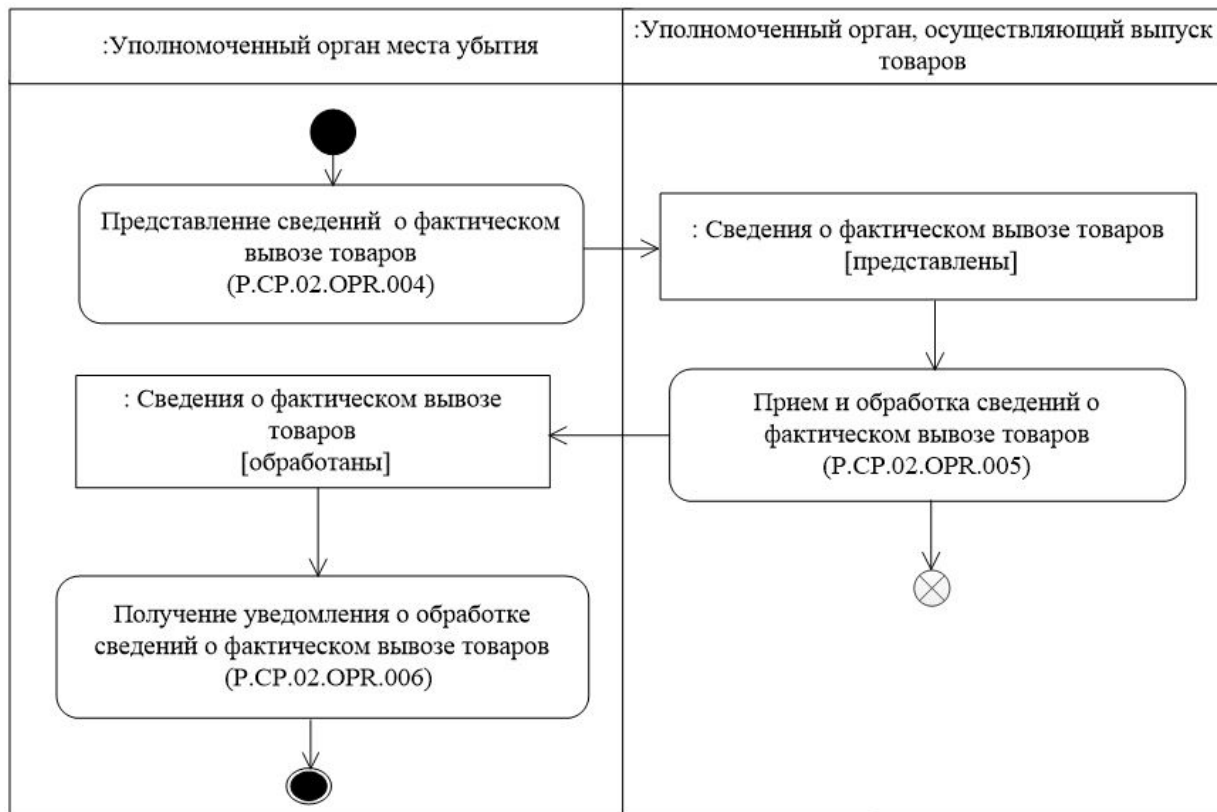 :Уполномоченный орган места убытия
:Уполномоченный орган, осуществляющий выпуск
товаров
Представление сведений о фактическом
вывозе товаров
(P.CP.02.OPR.004)
: Сведения о фактическом вывозе товаров
[представлены]
Прием и обработка сведений о
фактическом вывозе товаров
(P.CP.02.OPR.005)
: Сведения о фактическом вывозе
товаров
[обработаны]
Получение уведомления о обработке
сведений о фактическом вывозе товаров
(P.CP.02.OPR.006)